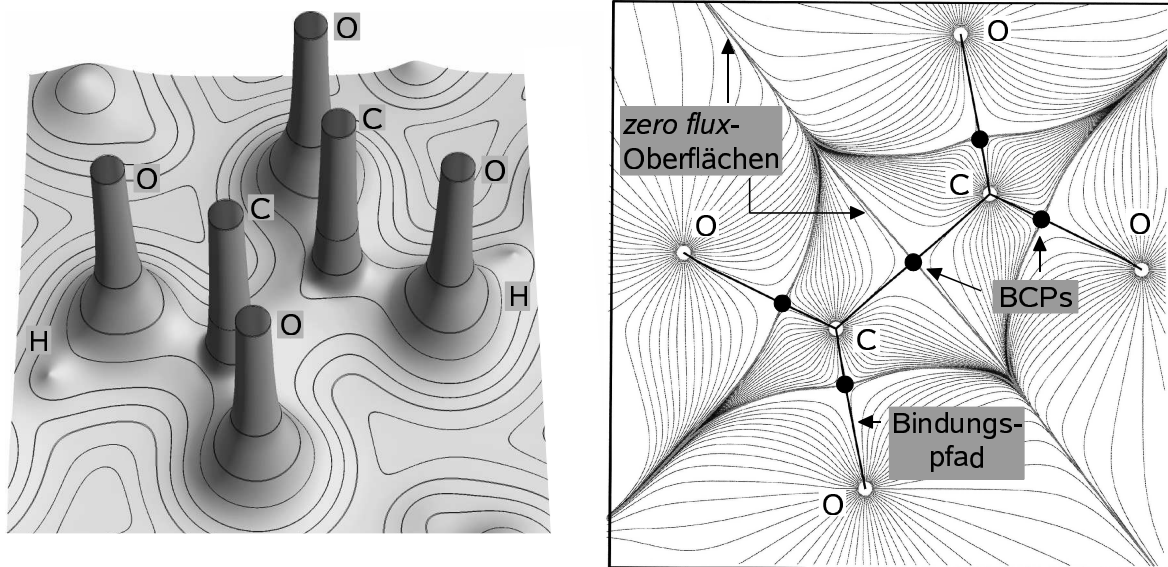 O
C
O
O
C
H
O
H
O
zero flux-
Oberflächen
C
O
O
BCPs
C
Bindungs-
pfad
O